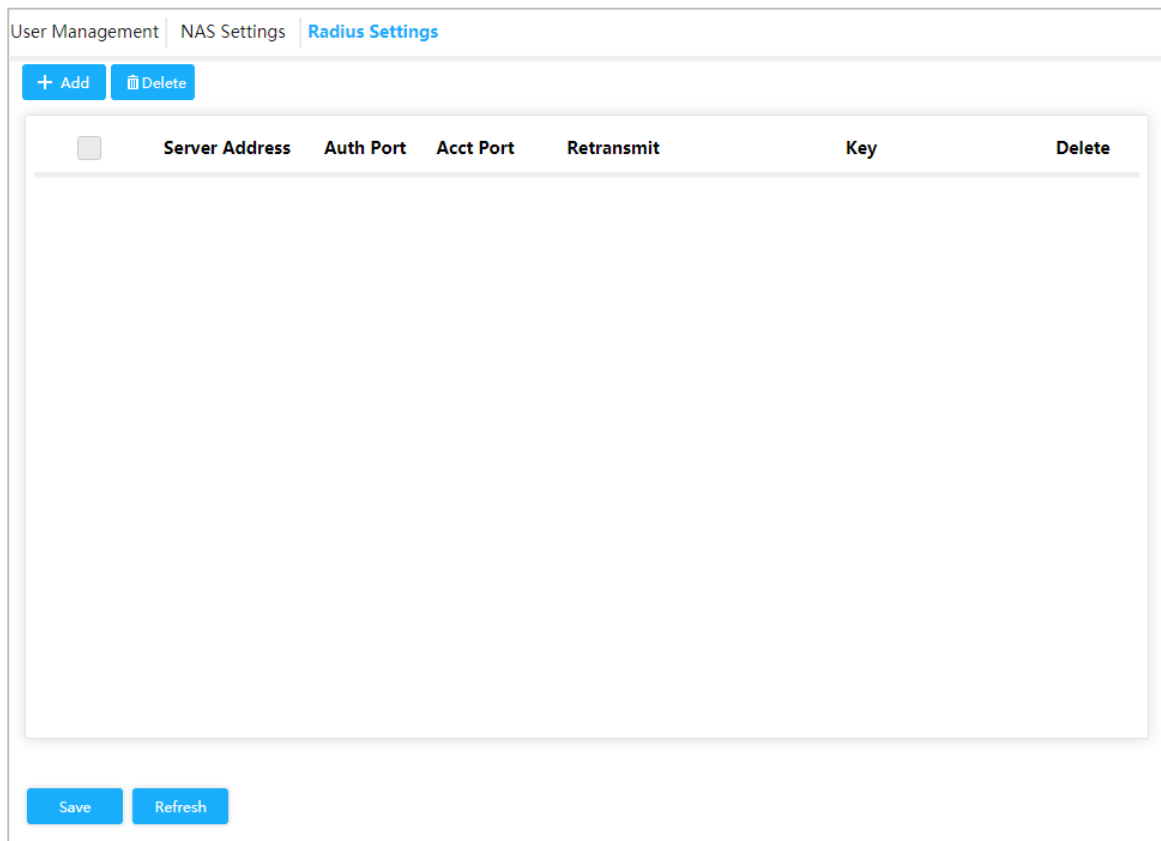 User Management NAS Settings Radius Settings
+ Add Delete
Server Address Auth Port Acct Port Retransmit Key Delete
Save Refresh